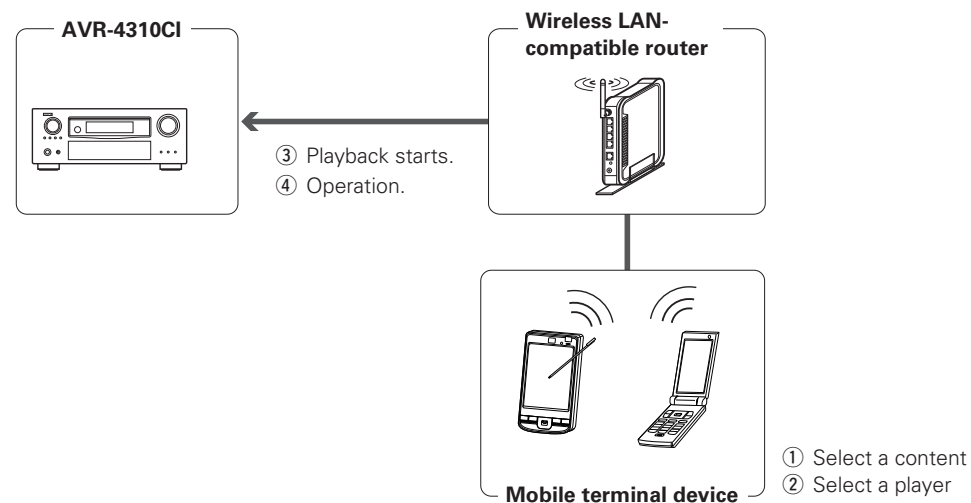 AVR-4310CI
Wireless LAN-
compatible router
③ Playback starts.
④ Operation.
① Select a content
② Select a player
Mobile terminal device